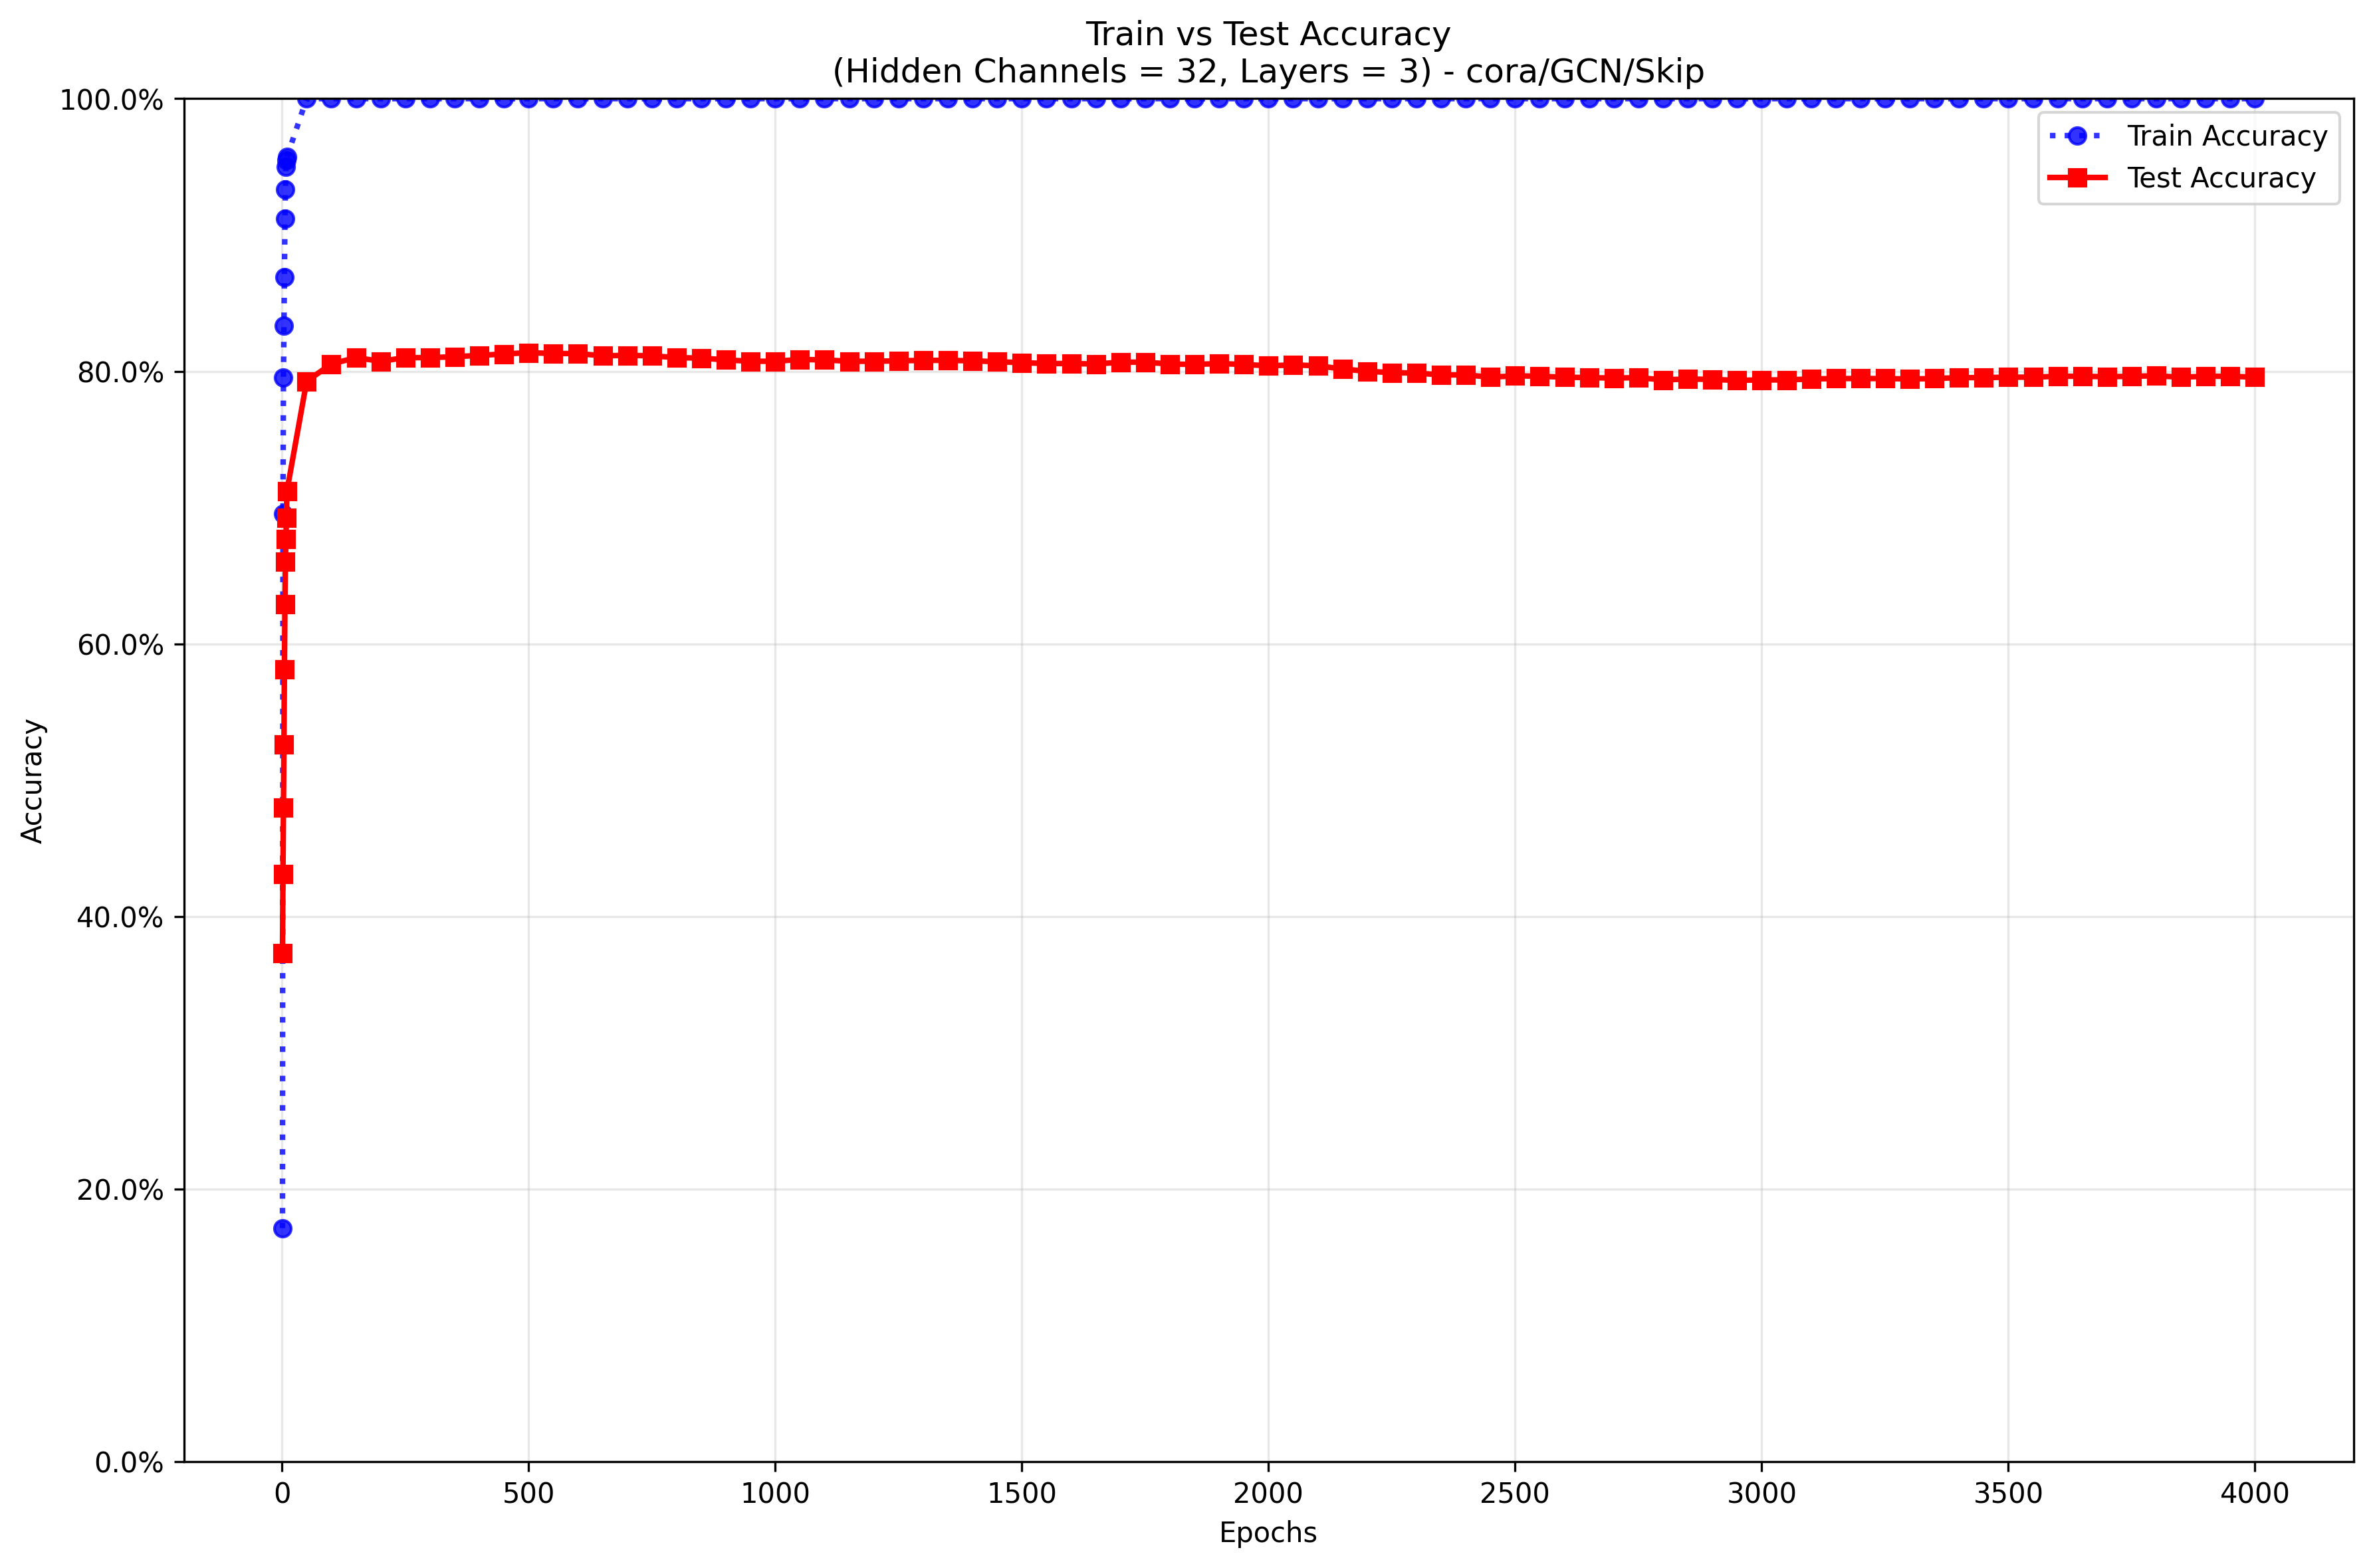 Train vs Test Accuracy
(Hidden Channels = 32, Layers = 3) - cora/GCN/Skip
100.0%
80.0%
60.0%
40.0%
20.0%
0.0%
Accuracy
Train Accuracy
Test Accuracy
0 500 1000 1500 2000 2500 3000 3500 4000
Epochs